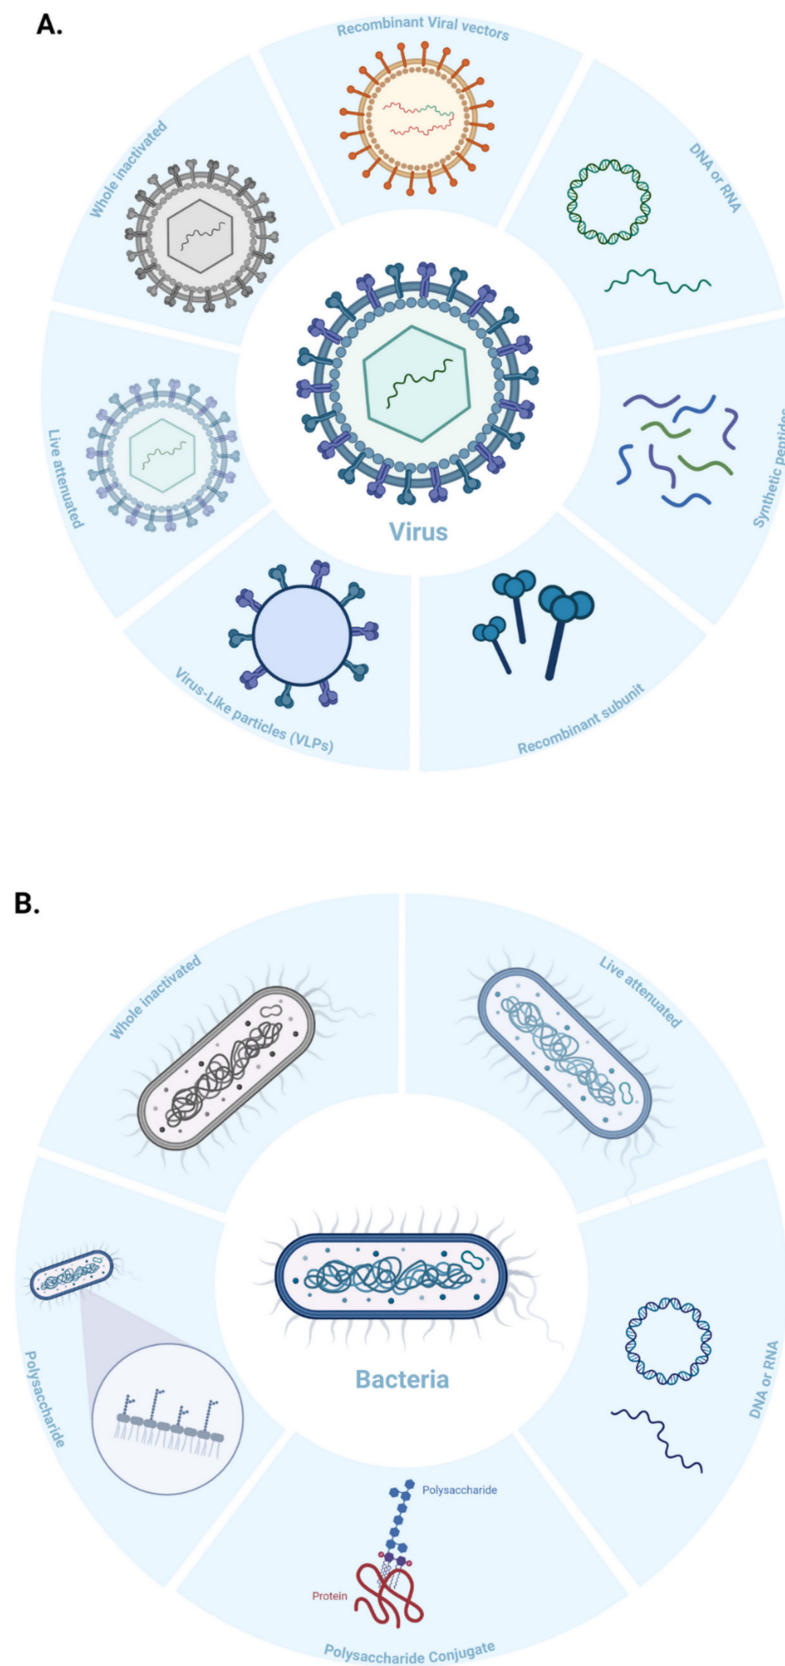 A.
Recombinant Viral vectors
Whole inactivated
DNA or RNA
Live attenuated
Synthetic peptides
Virus
Virus-Like particles (VLPs)
Recombinant subunit
B.
Whole inactivated
Live attenuated
Bacteria
Polysaccharide
DNA or RNA
Polysaccharide
Protein
Polysaccharide Conjugate